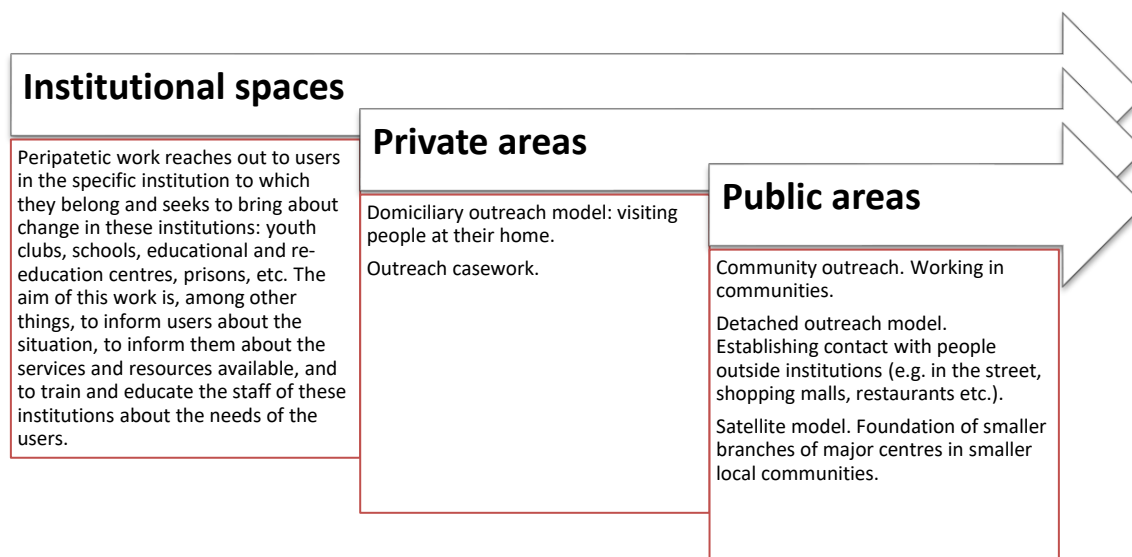 Institutional spaces
Peripatetic work reaches out to users
in the specific institution to which
they belong and seeks to bring about
change in these institutions: youth
clubs, schools, educational and re-
education centres, prisons, etc. The
aim of this work is, among other
things, to inform users about the
situation, to inform them about the
services and resources available, and
to train and educate the staff of these
institutions about the needs of the
users.
Private areas
Domiciliary outreach model: visiting
people at their home.
Outreach casework.
Public areas
Community outreach. Working in
communities.
Detached outreach model.
Establishing contact with people
outside institutions (e.g. in the street,
shopping malls, restaurants etc.).
Satellite model. Foundation of smaller
branches of major centres in smaller
local communities.